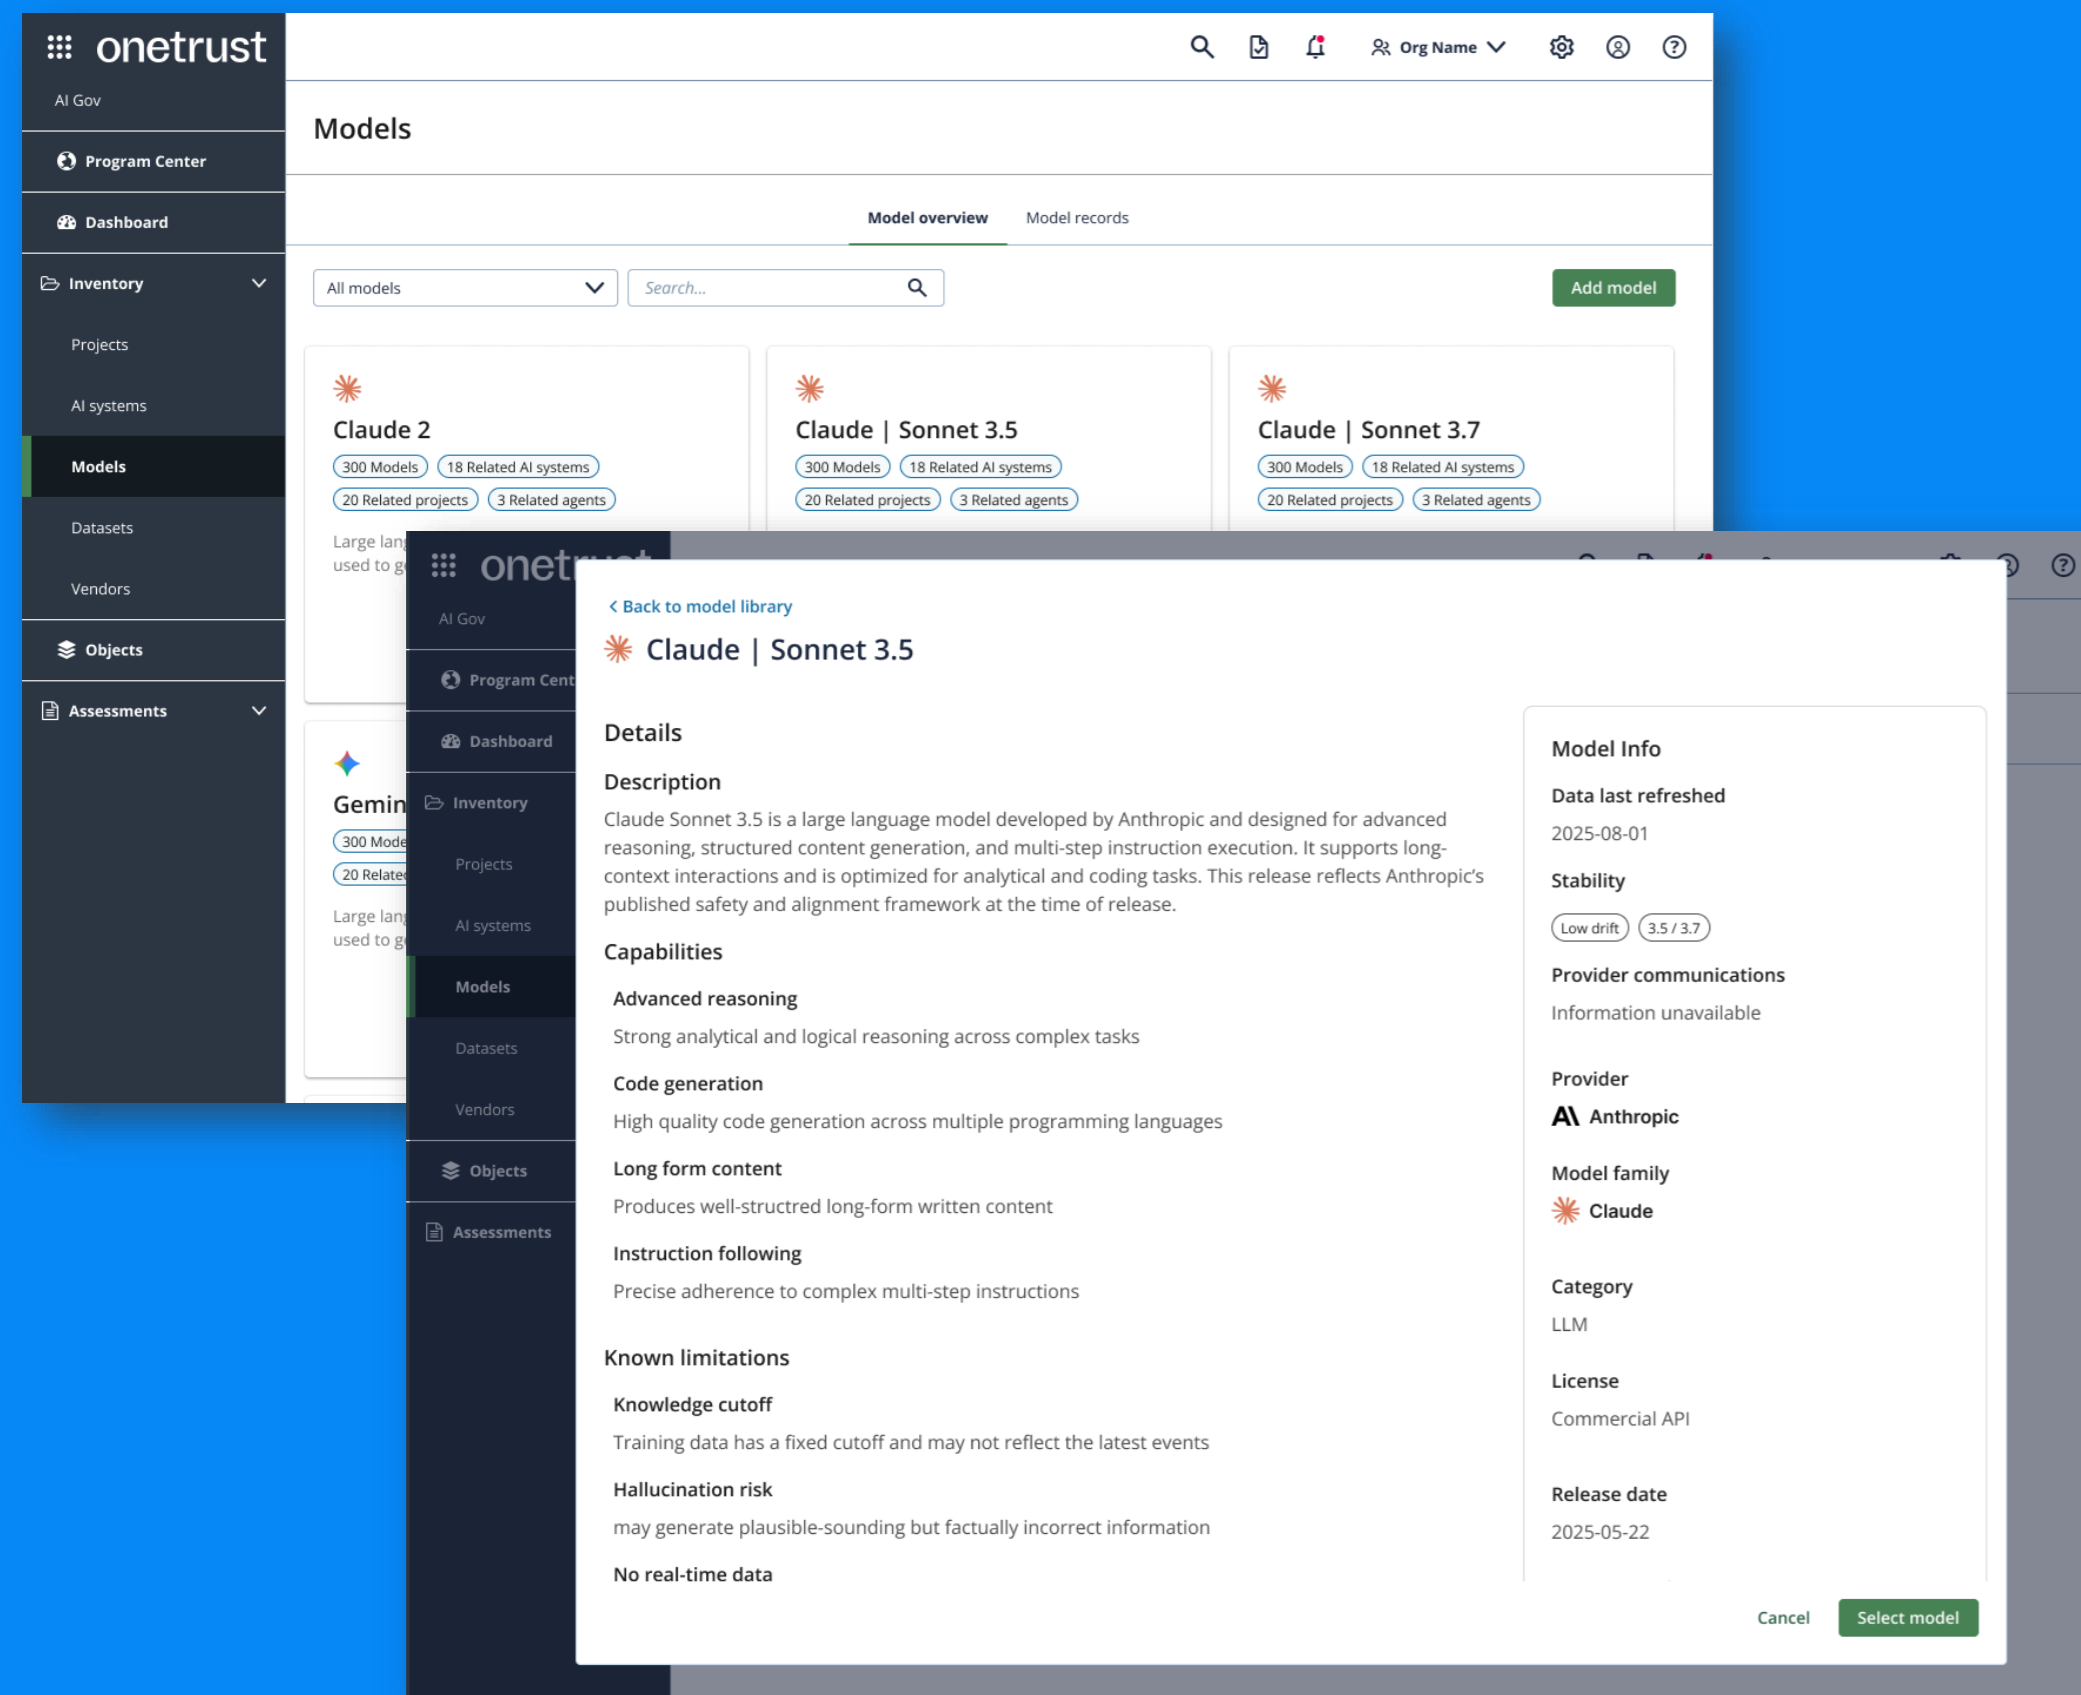 onetrust
Org Name
AI Gov
Program Center
Dashboard
Inventory
Projects
AI systems
Models
Datasets
Vendors
Objects
Assessments
Models
Model overview
Model records
All models
Search...
Add model
Claude 2
300 Models
18 Related AI systems
20 Related projects
3 Related agents
Large lang
used to g
Claude | Sonnet 3.5
300 Models
18 Related AI systems
20 Related projects
3 Related agents
Claude | Sonnet 3.7
300 Models
18 Related AI systems
20 Related projects
3 Related agents
Gemin
300 Mode
20 Related
Large lang
used to g
onetrust
AI Gov
Program Cent
Dashboard
Inventory
Projects
AI systems
Models
Datasets
Vendors
Objects
Assessments
Back to model library
Claude | Sonnet 3.5
Details
Description
Claude Sonnet 3.5 is a large language model developed by Anthropic and designed for advanced
reasoning, structured content generation, and multi-step instruction execution. It supports long-
context interactions and is optimized for analytical and coding tasks. This release reflects Anthropic's
published safety and alignment framework at the time of release.
Capabilities
Advanced reasoning
Strong analytical and logical reasoning across complex tasks
Code generation
High quality code generation across multiple programming languages
Long form content
Produces well-structred long-form written content
Instruction following
Precise adherence to complex multi-step instructions
Known limitations
Knowledge cutoff
Training data has a fixed cutoff and may not reflect the latest events
Hallucination risk
may generate plausible-sounding but factually incorrect information
No real-time data
Model Info
Data last refreshed
2025-08-01
Stability
Low drift
3.5 / 3.7
Provider communications
Information unavailable
Provider
Anthropic
Model family
Claude
Category
LLM
License
Commercial API
Release date
2025-05-22
Cancel
Select model